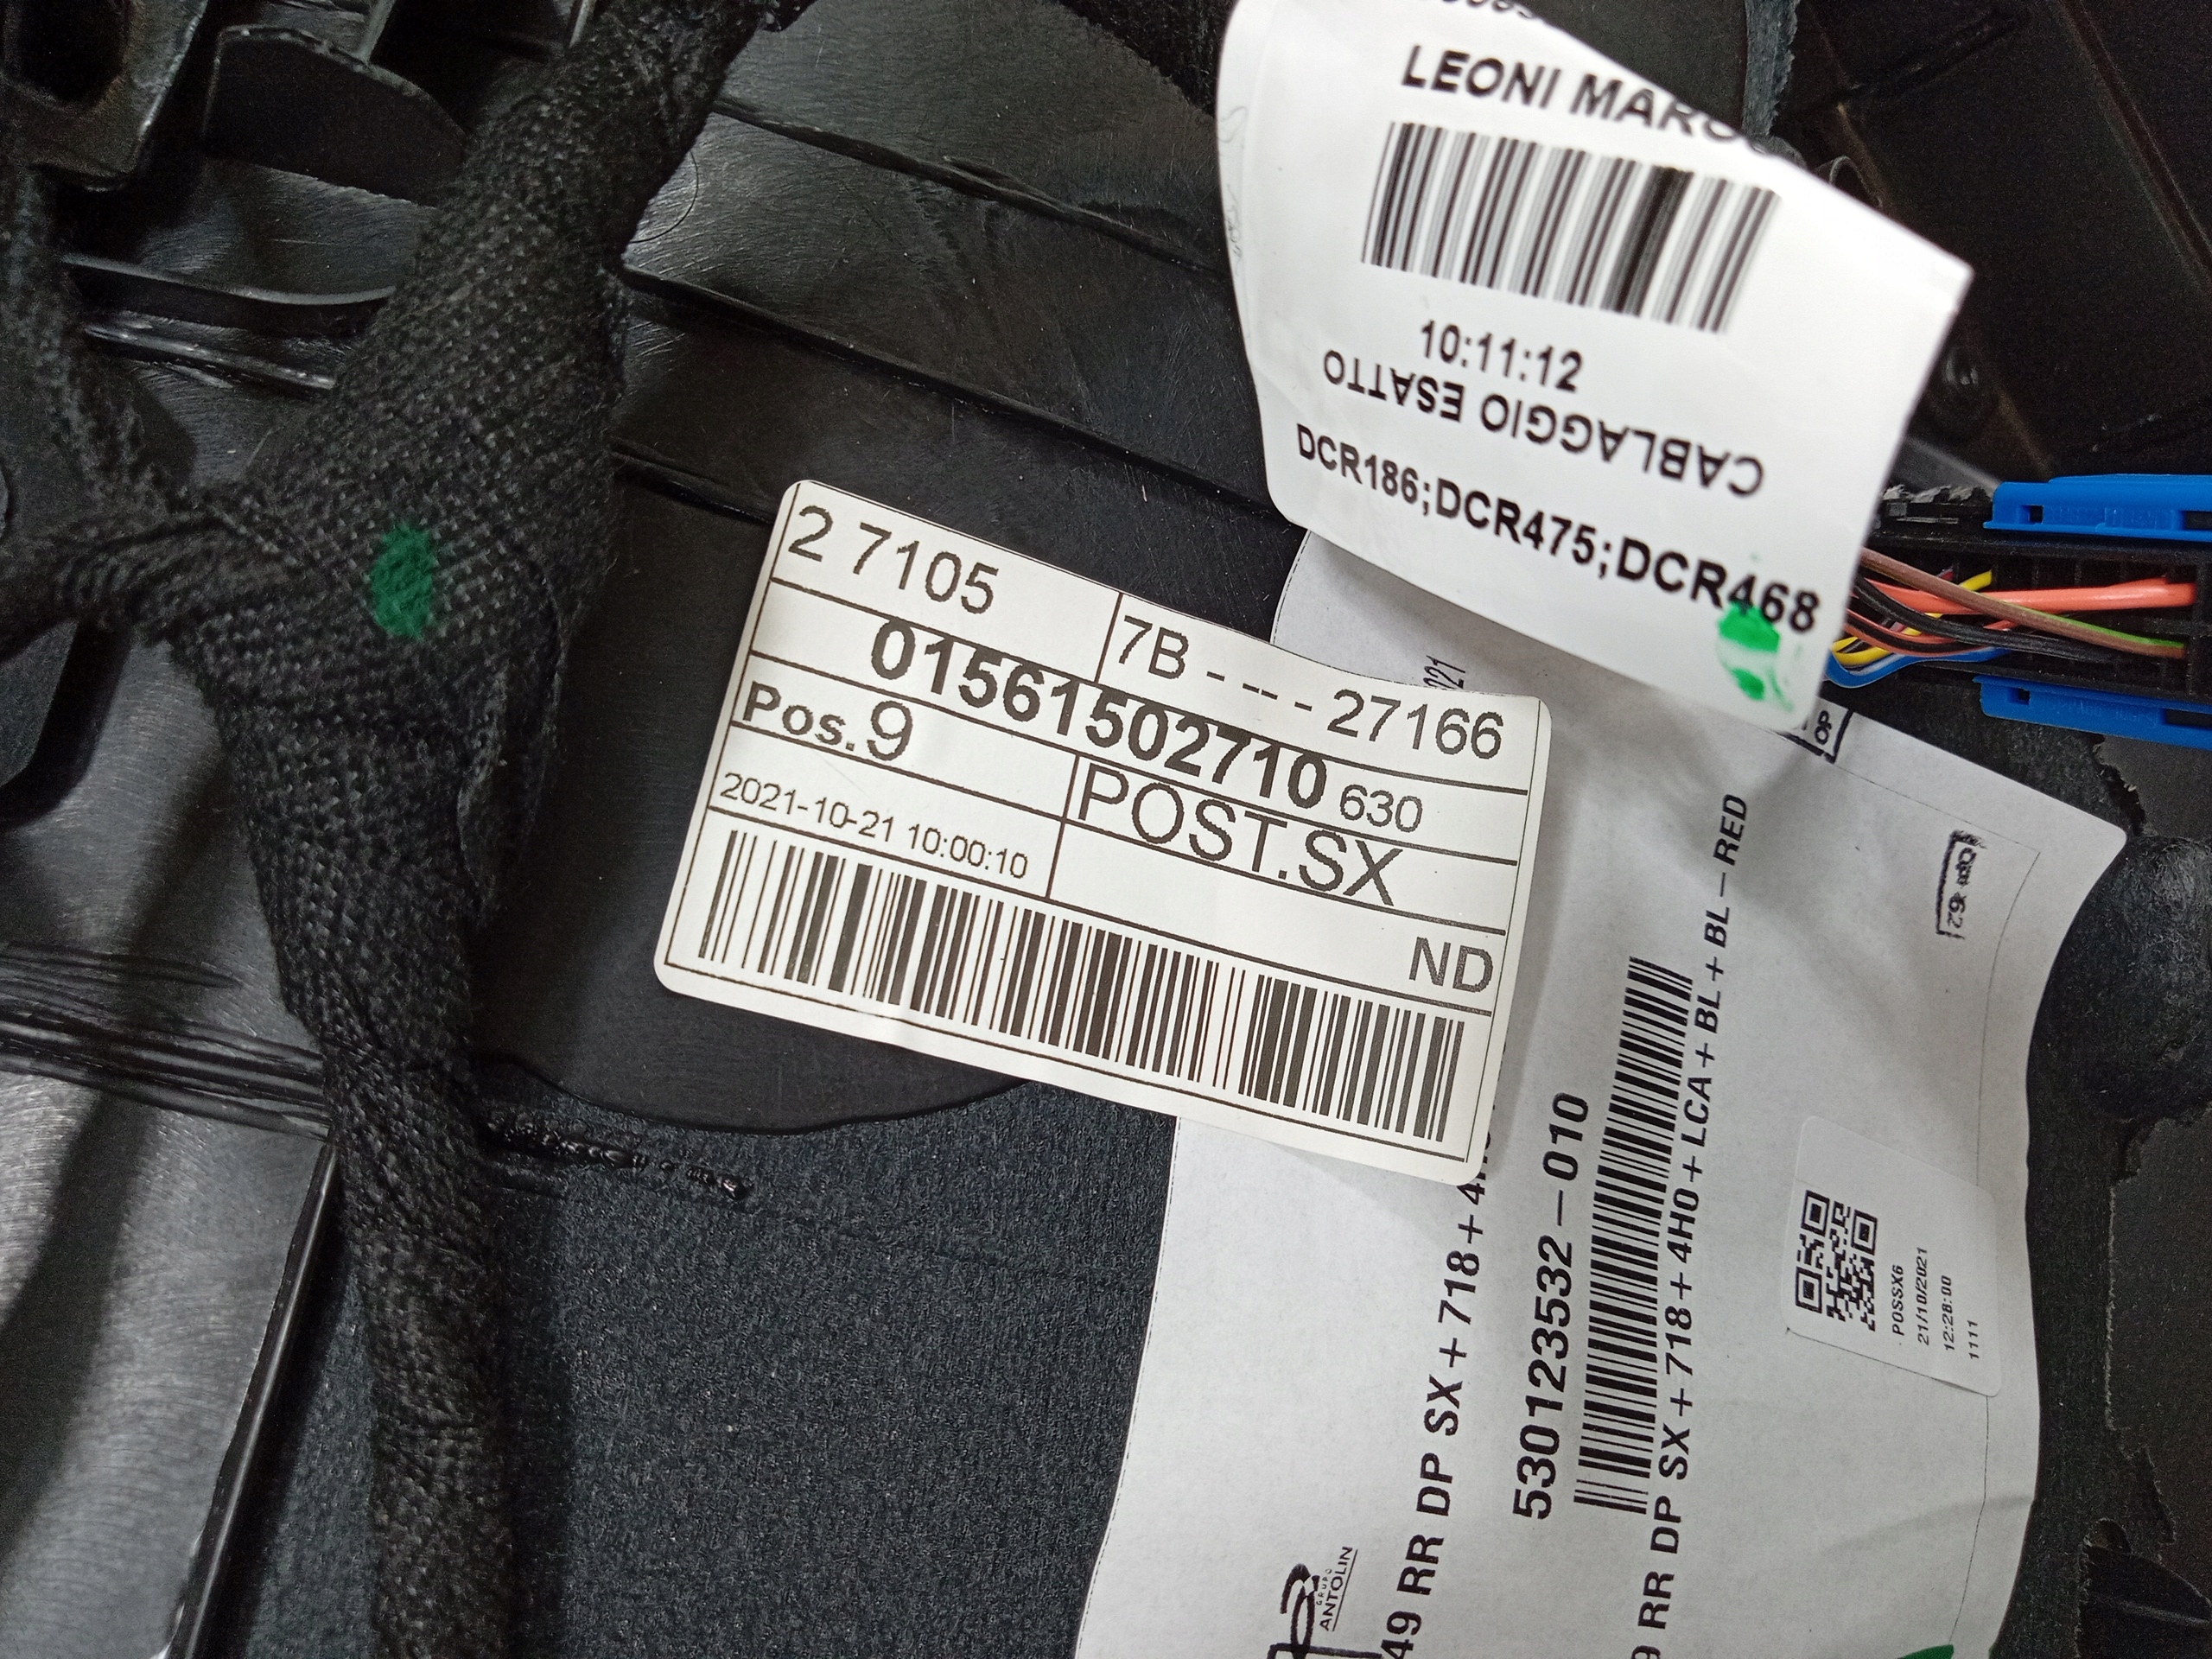 LEONI
10:11:12
CABLAGGIO ESATTO
DCR186;DCR475;DCR468
2 7105
7B - -- - 27166
01561502710 630
Pos.9
POST.SX
2021-10-21 10:00:10
ND
GRUPO
ANTOLIN
49 RR DP SX+718+
530123532-010
RR DP SX+718+4H0+LCA+BL+BL-RED
POSSX6
21/10/2021
12:28:00
1111